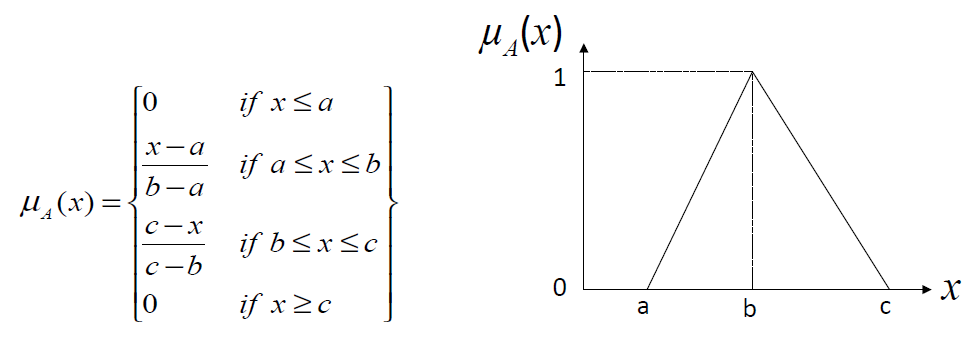 0 if x ≤ a
x − a
b − a
if a ≤ x ≤ b
μ_A(x) =
c − x
c − b
if b ≤ x ≤ c
0 if x ≥ c
μ_A(x)
1
0
x
a b c